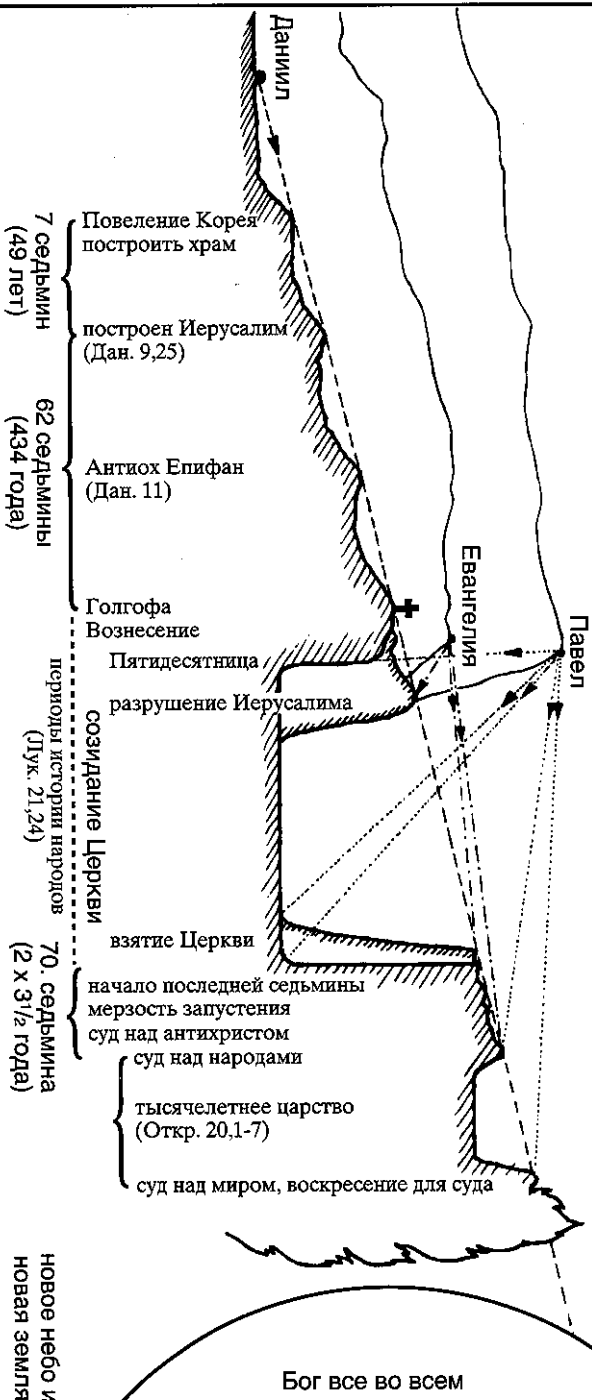 Даниил
Евангелия
Павел
Повеление Корея
построить храм
построен Иерусалим
(Дан. 9,25)
Антиох Епифан
(Дан. 11)
Голгофа
Вознесение
Пятидесятница
разрушение Иерусалима
взятие Церкви
начало последней седьмины
мерзость запустения
суд над антихристом
суд над народами
тысячелетнее царство
(Откр. 20,1-7)
суд над миром, воскресение для суда
7 седьмин
(49 лет)
62 седьмины
(434 года)
созидание Церкви
периоды истории народов
(Лук. 21,24)
70. седьмина
(2 x 3½ года)
новое небо и
новая земля
Бог все во всем